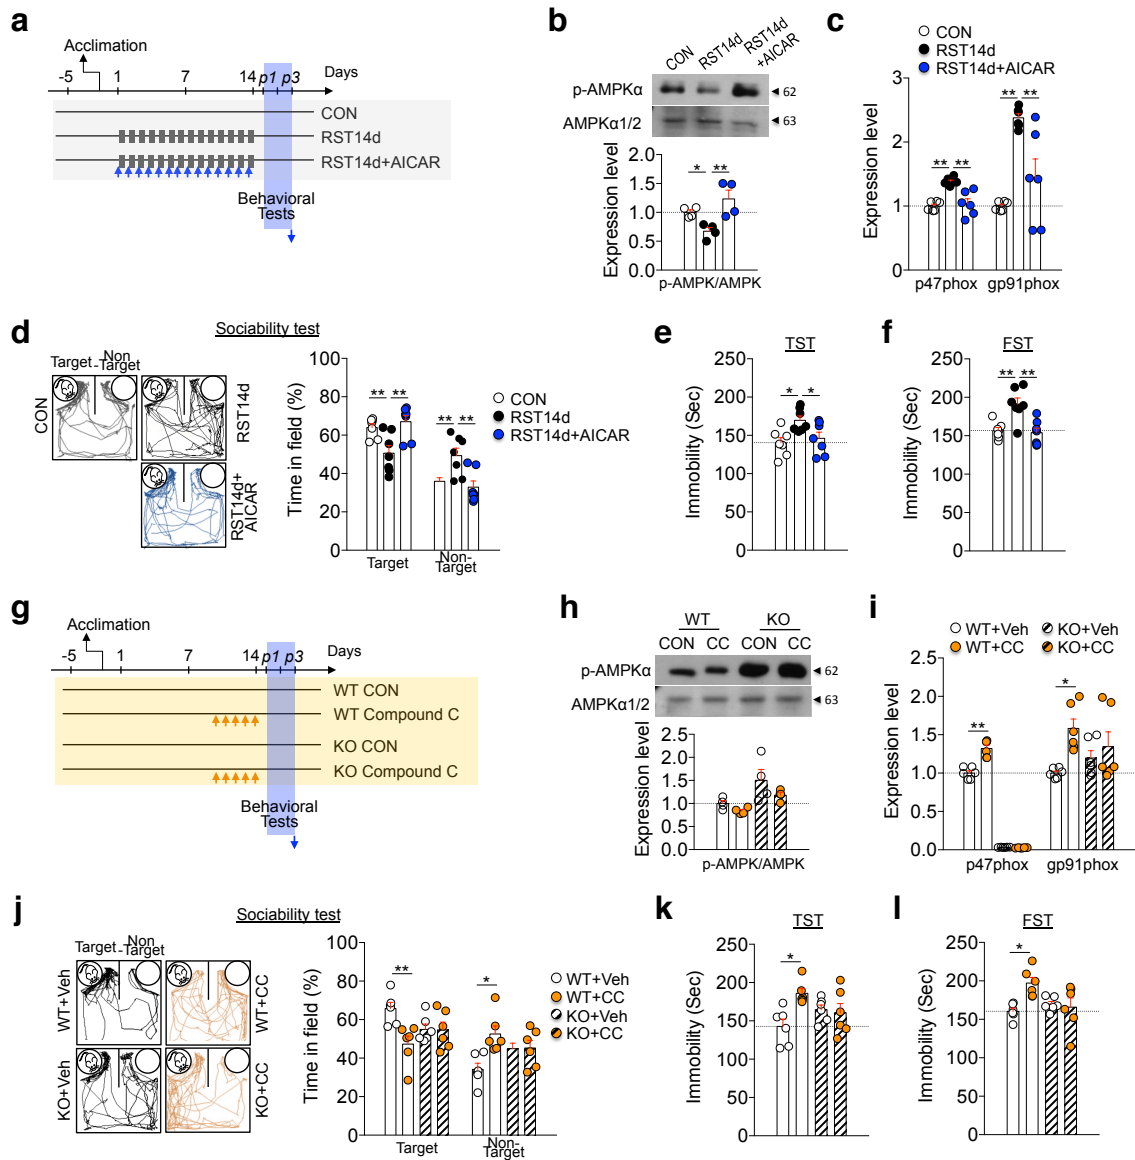 a
Acclimation
-5 1 7 14 p1 p3 Days
CON
RST14d
RST14d+AICAR
Behavioral
Tests
b
CON RST14d RST14d
+AICAR
p-AMPKα 62
AMPKα1/2 63
Expression level
2.0
1.5
1.0
0.5
0.0
* **
p-AMPK/AMPK
c
CON
RST14d
RST14d+AICAR
Expression level
3
2
1
0
** ** ** **
p47phox gp91phox
d
Sociability test
Target - Non
Target
CON
RST14d
RST14d+
AICAR
Time in field (%)
100
80
60
40
20
0
** ** ** **
CON
RST14d
RST14d+AICAR
Target Non-
Target
e
TST
Immobility (Sec)
250
200
150
100
50
0
* *
f
FST
Immobility (Sec)
250
200
150
100
50
0
** **
g
Acclimation
-5 1 7 14 p1 p3 Days
WT CON
WT Compound C
KO CON
KO Compound C
Behavioral
Tests
h
WT KO
CON CC CON CC
p-AMPKα 62
AMPKα1/2 63
Expression level
2.5
2.0
1.5
1.0
0.5
0.0
p-AMPK/AMPK
i
WT+Veh KO+Veh
WT+CC KO+CC
Expression level
2.5
2.0
1.5
1.0
0.5
0.0
** *
p47phox gp91phox
j
Sociability test
Target - Non
Target
WT+Veh
WT+CC
KO+Veh
KO+CC
Time in field (%)
100
80
60
40
20
0
** *
WT+Veh
WT+CC
KO+Veh
KO+CC
Target Non-
Target
k
TST
Immobility (Sec)
250
200
150
100
50
0
*
l
FST
Immobility (Sec)
250
200
150
100
50
0
*